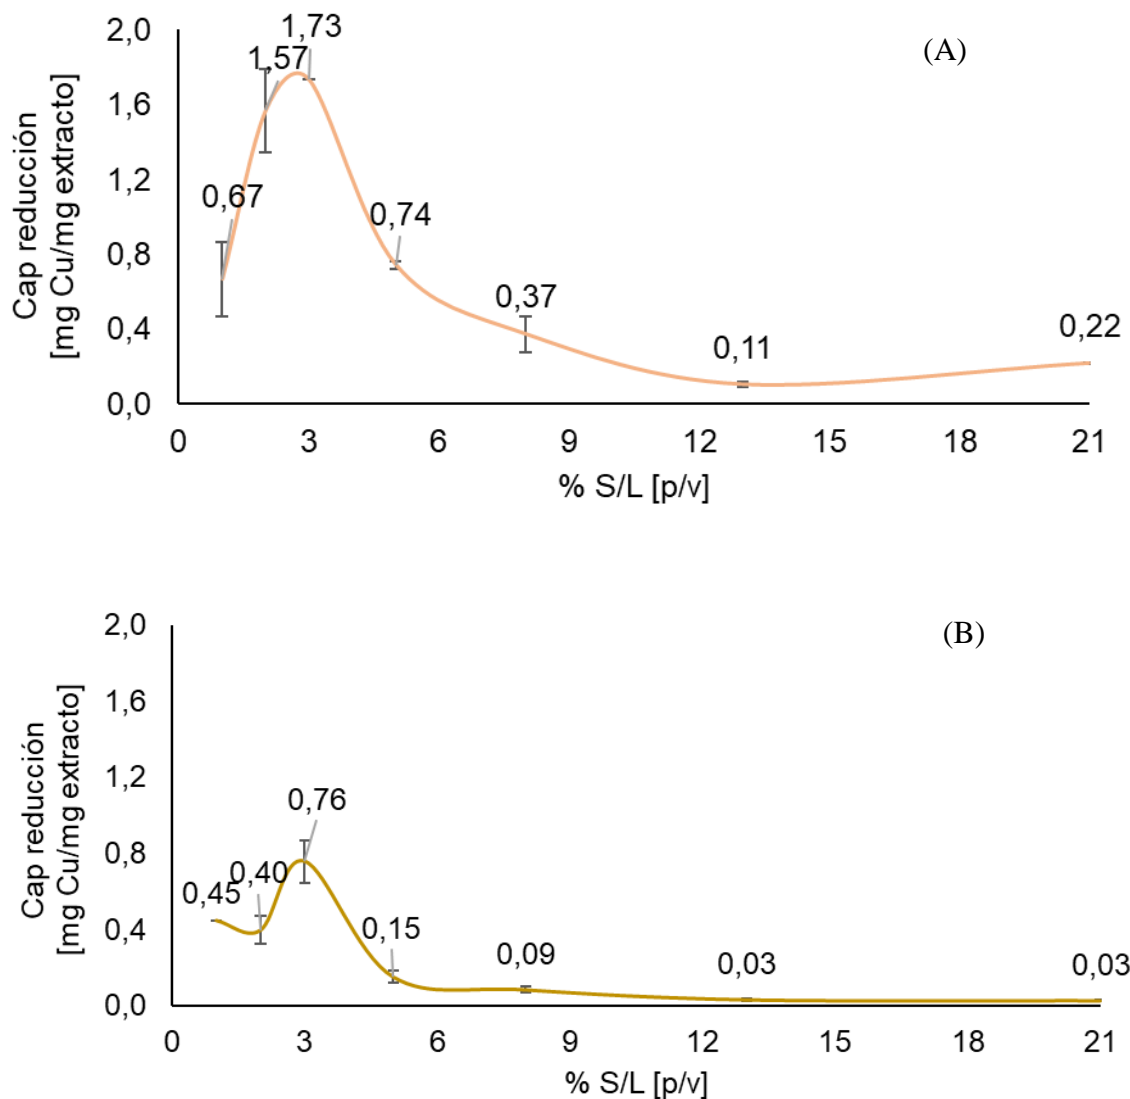 2,0
1,6
1,2
0,8
0,4
0,0
Cap reducción
[mg Cu/mg extracto]
(A)
0,67
1,57
1,73
0,74
0,37
0,11
0,22
0 3 6 9 12 15 18 21
% S/L [p/v]
2,0
1,6
1,2
0,8
0,4
0,0
Cap reducción
[mg Cu/mg extracto]
(B)
0,45
0,40
0,76
0,15
0,09
0,03
0,03
0 3 6 9 12 15 18 21
% S/L [p/v]